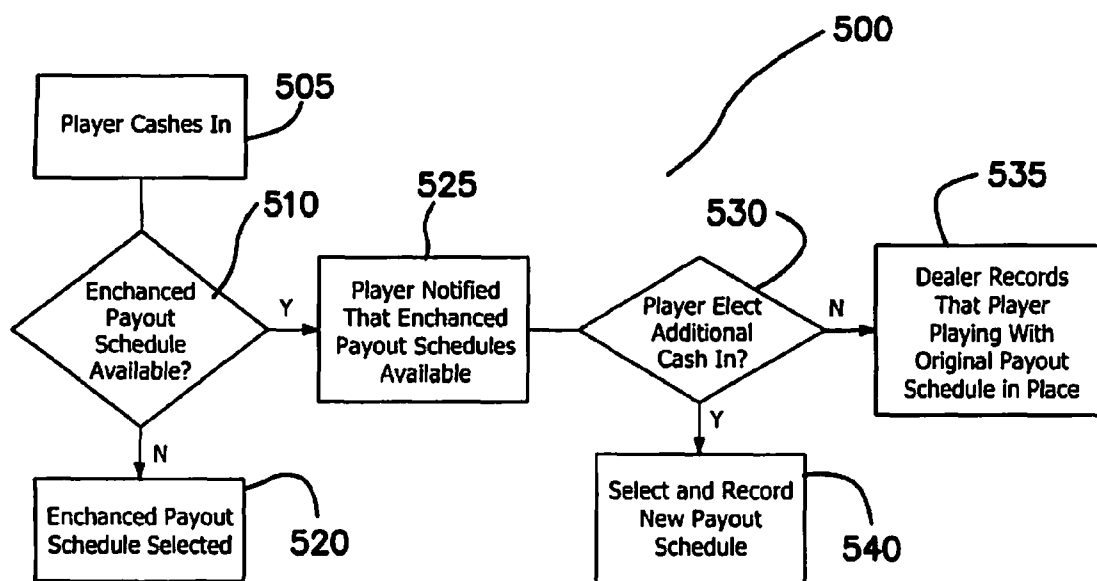 500
505
Player Cashes In
510
Enchanced
Payout
Schedule
Available?
Y
N
525
Player Notified
That Enchanced
Payout Schedules
Available
530
Player Elect
Additional
Cash In?
N
Y
535
Dealer Records
That Player
Playing With
Original Payout
Schedule in Place
Enchanced Payout
Schedule Selected
520
Select and Record
New Payout
Schedule
540